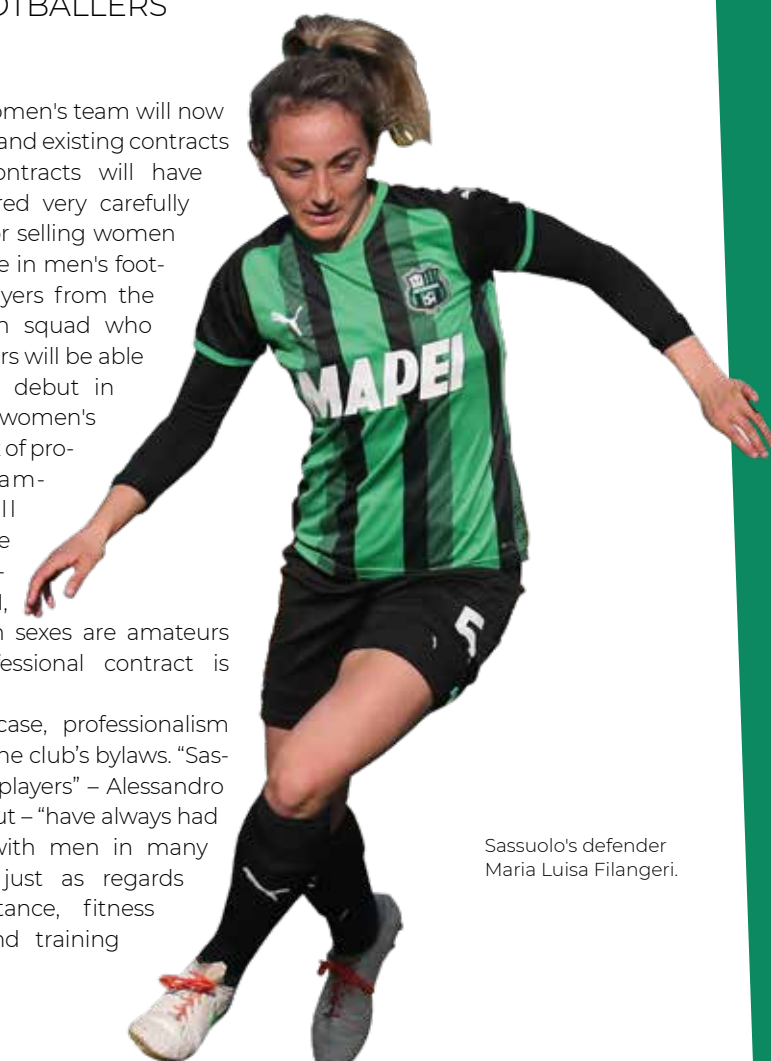 OTBALLERS
omen's team will now
and existing contracts
ontracts will have
red very carefully
or selling women
e in men's foot-
yers from the
n squad who
rs will be able
debut in
women's
of pro-
am-
ll
e
-
l,
n sexes are amateurs
fessional contract is
case, professionalism
he club’s bylaws. “Sas-
players” – Alessandro
ut – “have always had
with men in many
just as regards
tance, fitness
nd training
MAPEI
5
Sassuolo's defender
Maria Luisa Filangeri.